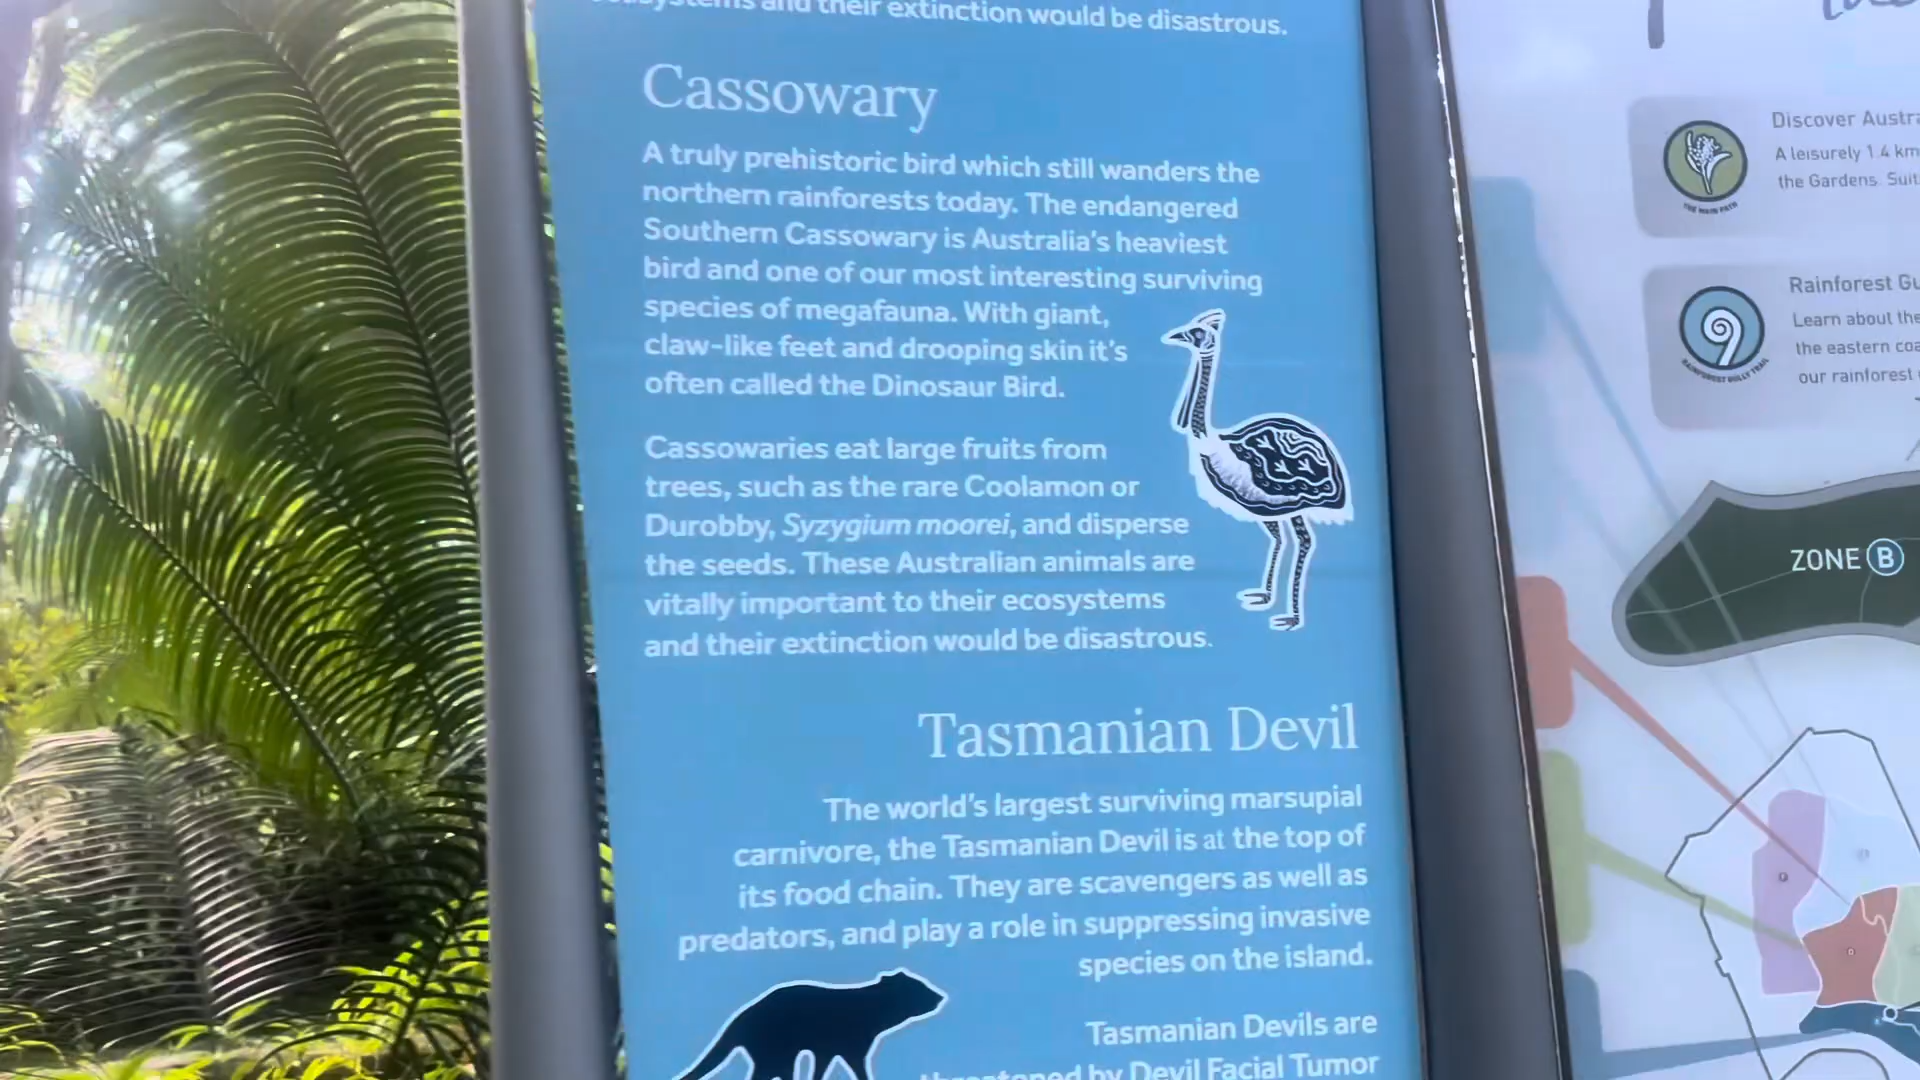 and their extinction would be disastrous.
Cassowary
A truly prehistoric bird which still wanders the
northern rainforests today. The endangered
Southern Cassowary is Australia's heaviest
bird and one of our most interesting surviving
species of megafauna. With giant,
claw-like feet and drooping skin it's
often called the Dinosaur Bird.
Cassowaries eat large fruits from
trees, such as the rare Coolamon or
Durobby, Syzygium moorei, and disperse
the seeds. These Australian animals are
vitally important to their ecosystems
and their extinction would be disastrous.
Tasmanian Devil
The world's largest surviving marsupial
carnivore, the Tasmanian Devil is at the top of
its food chain. They are scavengers as well as
predators, and play a role in suppressing invasive
species on the island.
Tasmanian Devils are
threatened by Devil Facial Tumor
Discover
A leisurely 1.4 km
the Gardens.
THE MAIN PATH
Rainforest
Learn about the
the eastern
our rainforest
RAINFOREST GULLY TRAIL
ZONE B